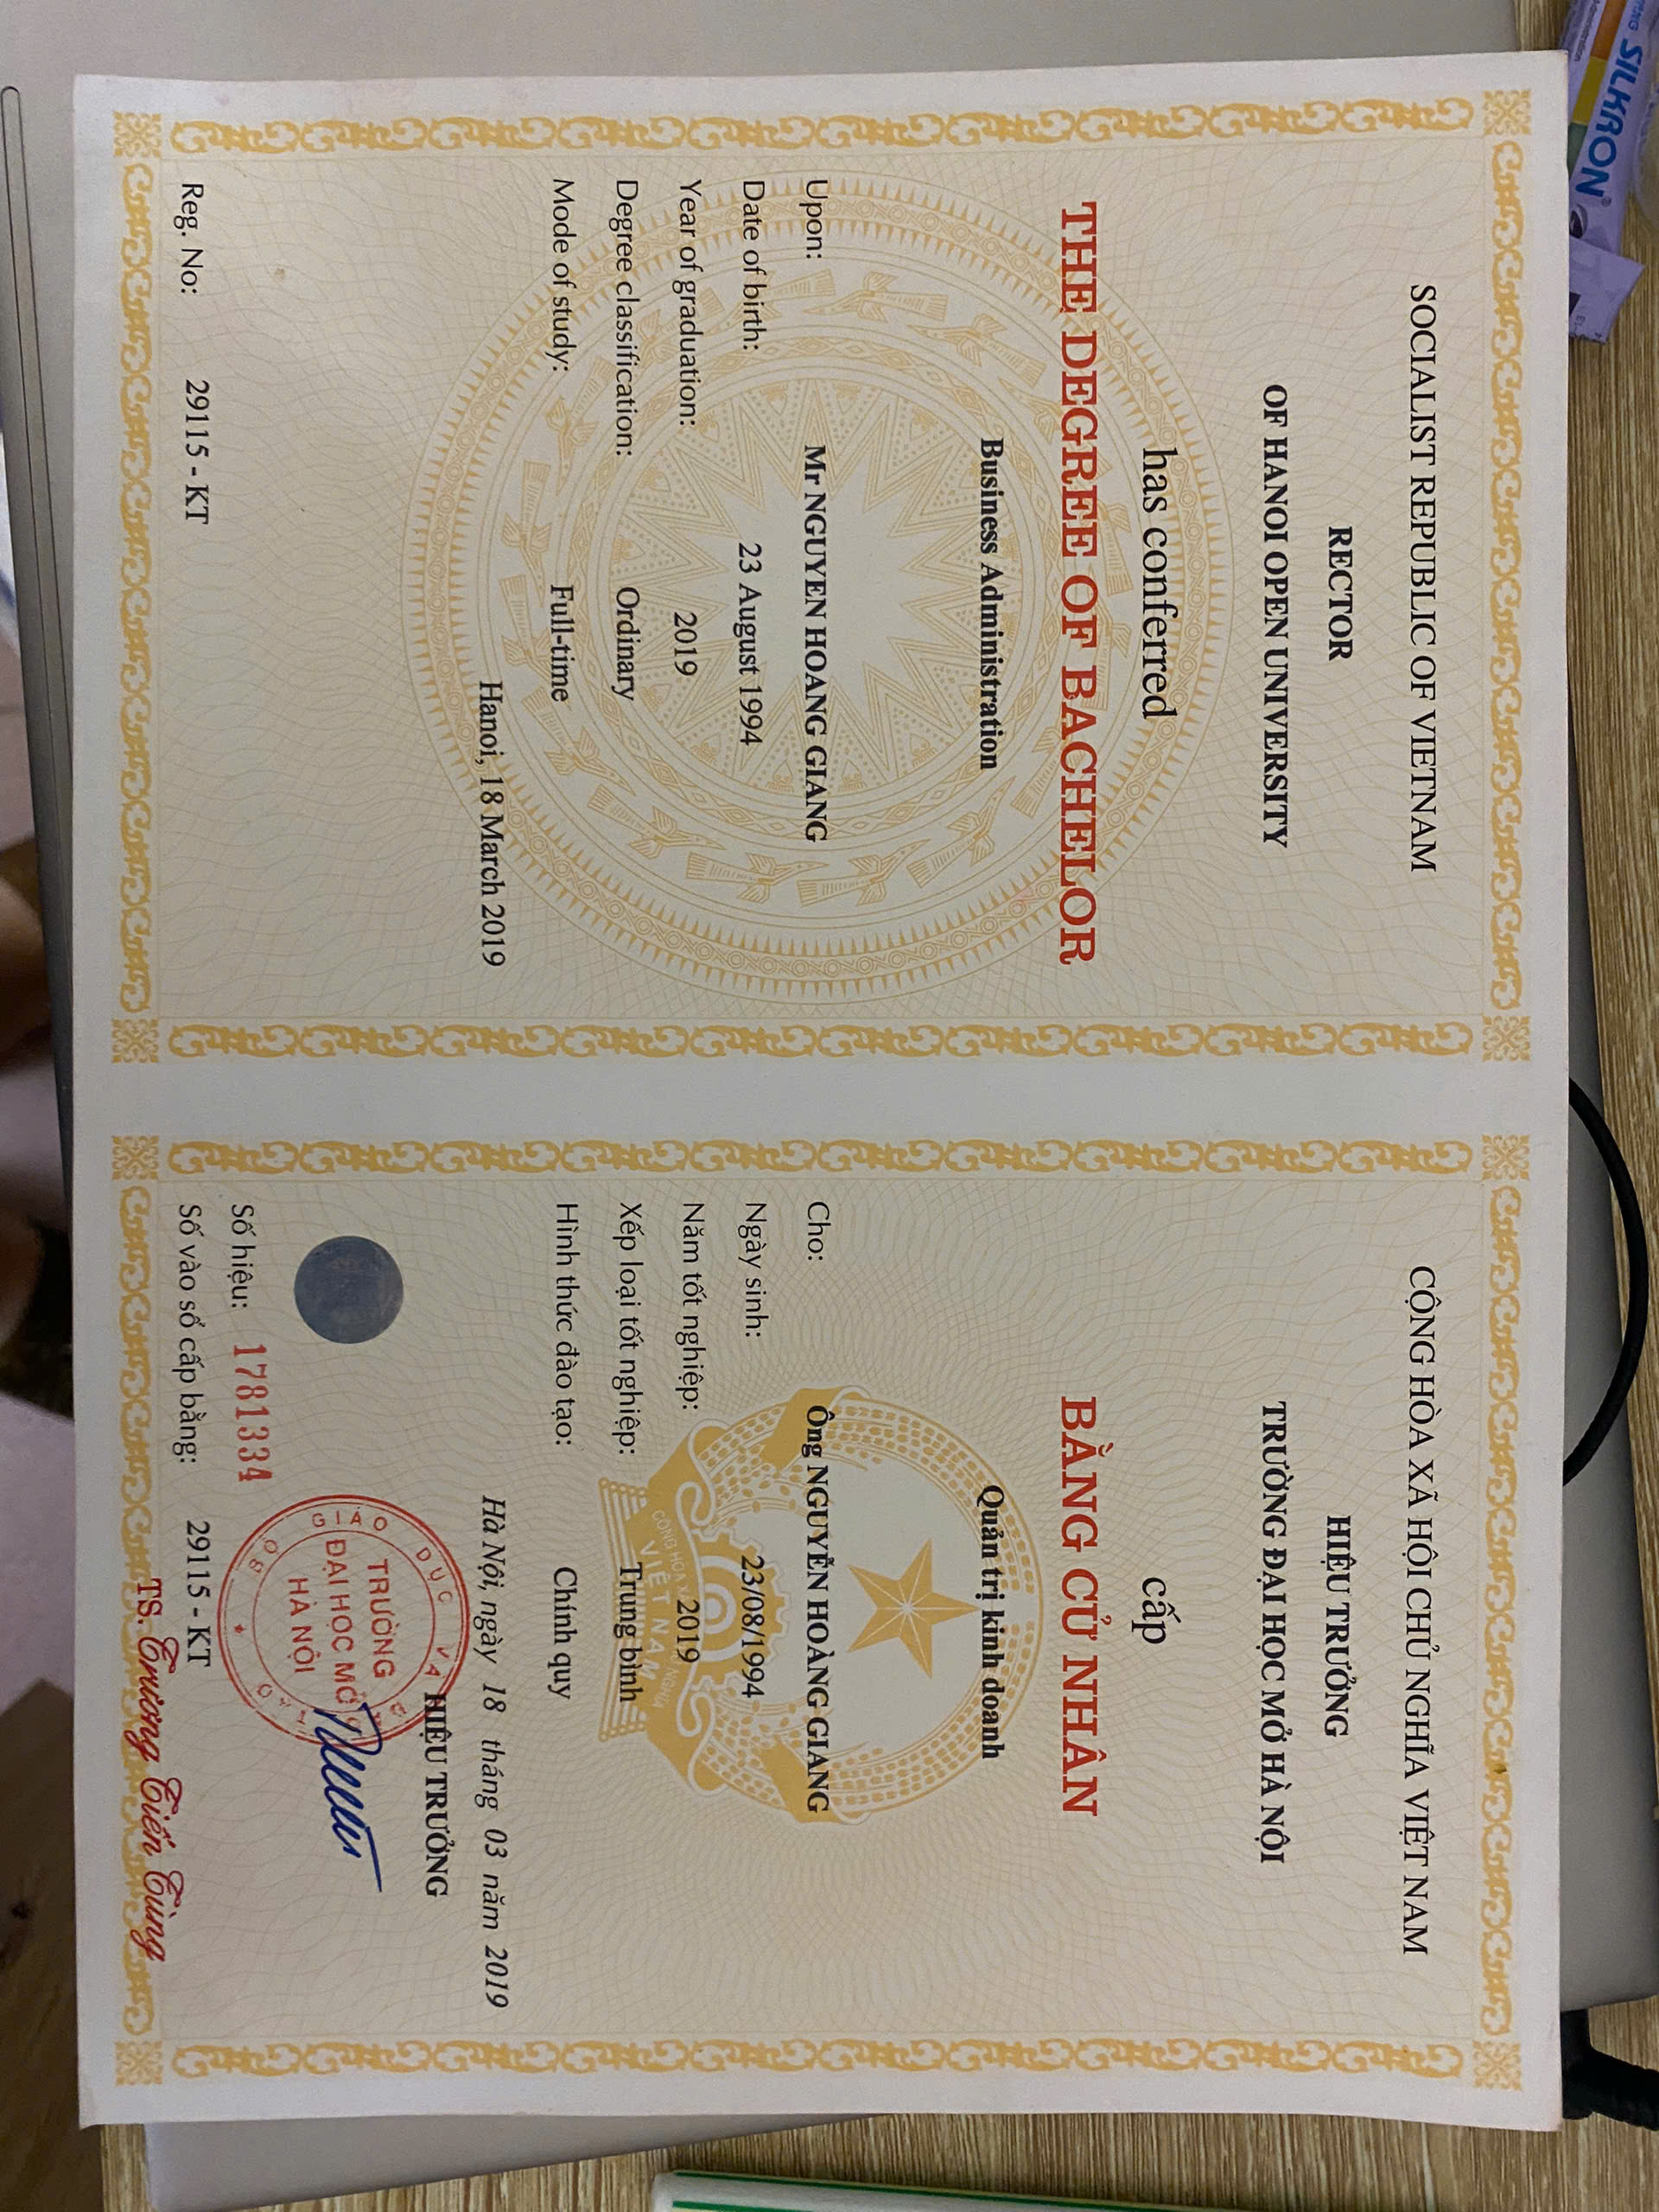 SILKRON
SOCIALIST REPUBLIC OF VIETNAM
RECTOR
OF HANOI OPEN UNIVERSITY
has conferred
THE DEGREE OF BACHELOR
Business Administration
Upon: Mr NGUYEN HOANG GIANG
Date of birth: 23 August 1994
Year of graduation: 2019
Degree classification: Ordinary
Mode of study: Full-time
Hanoi, 18 March 2019
Reg. No: 29115 - KT
CỘNG HÒA XÃ HỘI CHỦ NGHĨA VIỆT NAM
HIỆU TRƯỞNG
TRƯỜNG ĐẠI HỌC MỞ HÀ NỘI
cấp
BẰNG CỬ NHÂN
Quản trị kinh doanh
Cho: Ông NGUYỄN HOÀNG GIANG
Ngày sinh: 23/08/1994
Năm tốt nghiệp: 2019
CỘNG HÒA XÃ NGHĨA
VIỆT NAM
Xếp loại tốt nghiệp: Trung bình
Hình thức đào tạo: Chính quy
Hà Nội, ngày 18 tháng 03 năm 2019
HIỆU TRƯỞNG
BỘ GIÁO DỤC VÀ ĐÀO TẠO
TRƯỜNG
ĐẠI HỌC MỞ
HÀ NỘI
Số hiệu: 1781334
Số vào sổ cấp bằng: 29115 - KT
TS. Trương Tiến Tùng